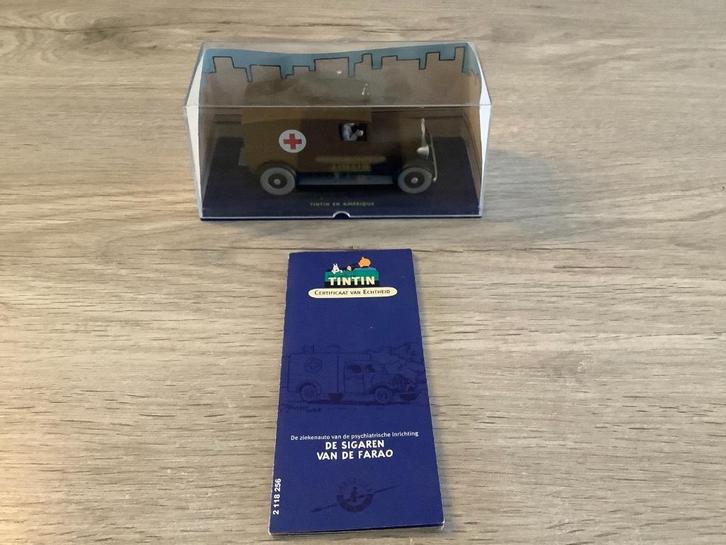 TINTIN EN AMÉRIQUE
TINTIN
CERTIFICAAT VAN ECHTHEID
De ziekenauto van de psychiatrische inrichting
DE SIGAREN
VAN DE FARAO
2 118 256